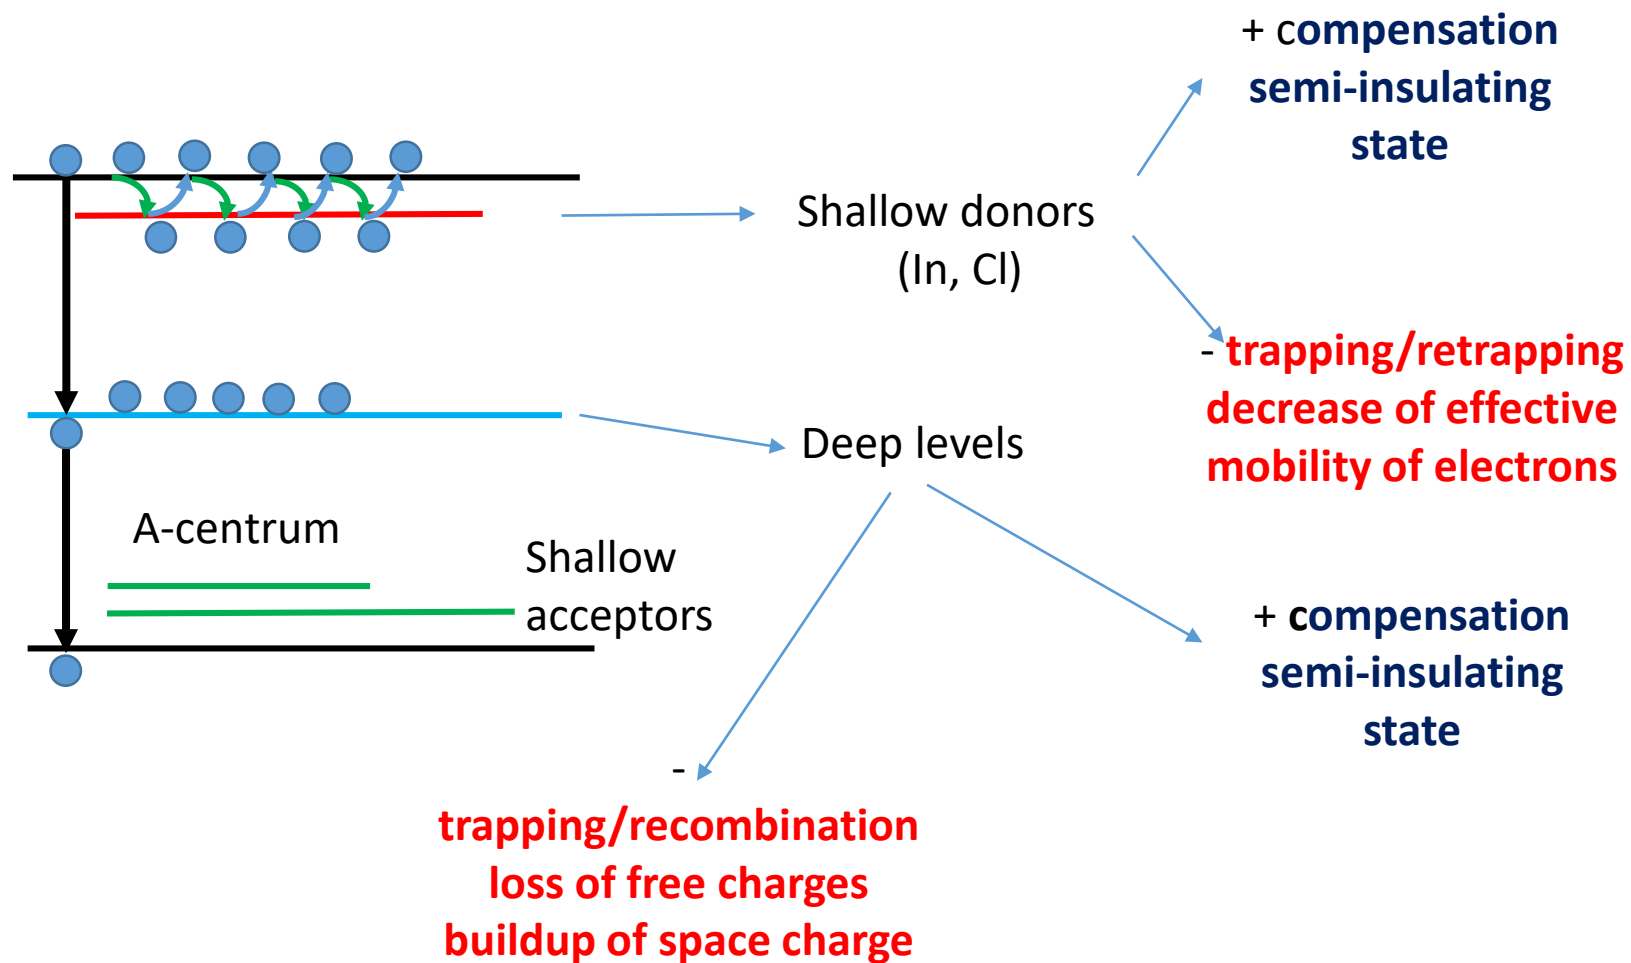 + compensation
semi-insulating
state
Shallow donors
(In, Cl)
- trapping/retrapping
decrease of effective
mobility of electrons
Deep levels
A-centrum
Shallow
acceptors
+ compensation
semi-insulating
state
-
trapping/recombination
loss of free charges
buildup of space charge